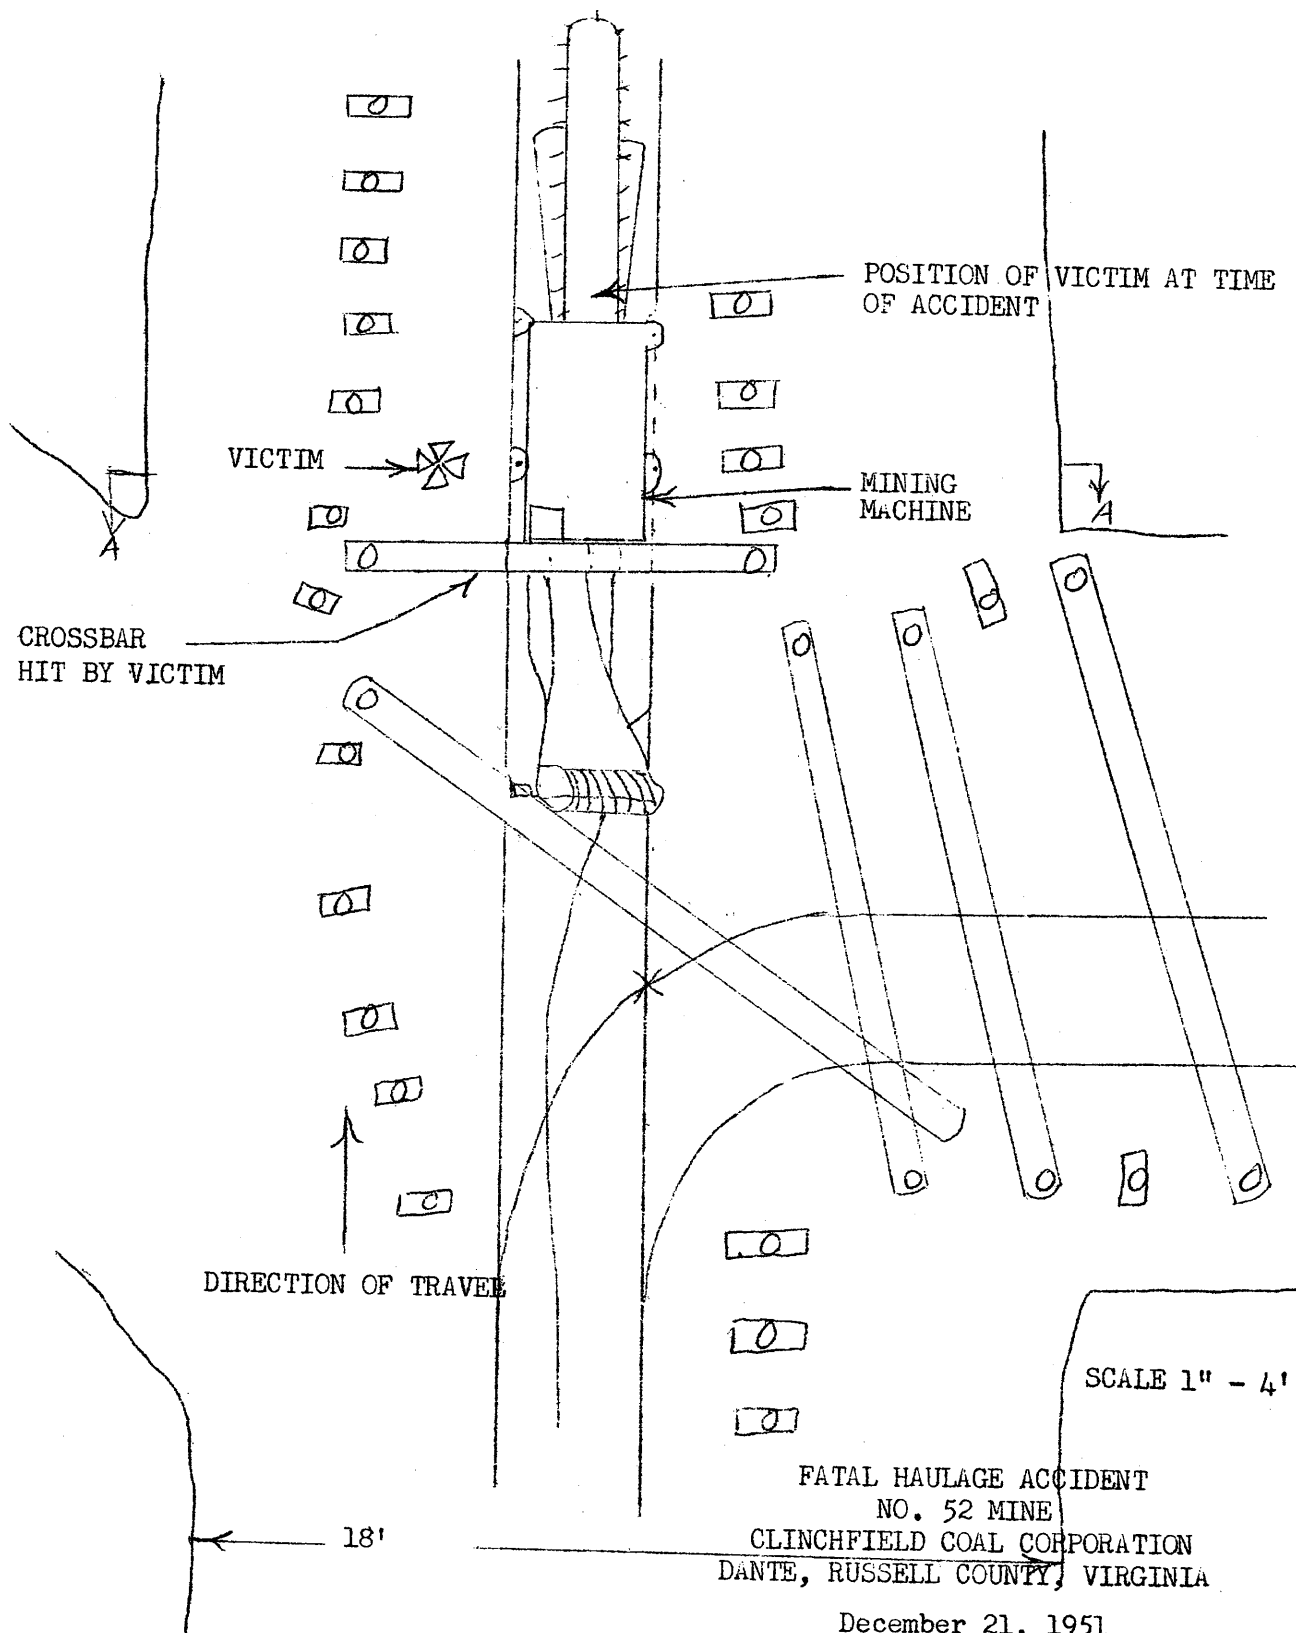 POSITION OF VICTIM AT TIME
OF ACCIDENT
VICTIM
MINING
MACHINE
A
A
CROSSBAR
HIT BY VICTIM
DIRECTION OF TRAVEL
SCALE 1" - 4'
18'
FATAL HAULAGE ACCIDENT
NO. 52 MINE
CLINCHFIELD COAL CORPORATION
DANTE, RUSSELL COUNTY, VIRGINIA
December 21, 1951